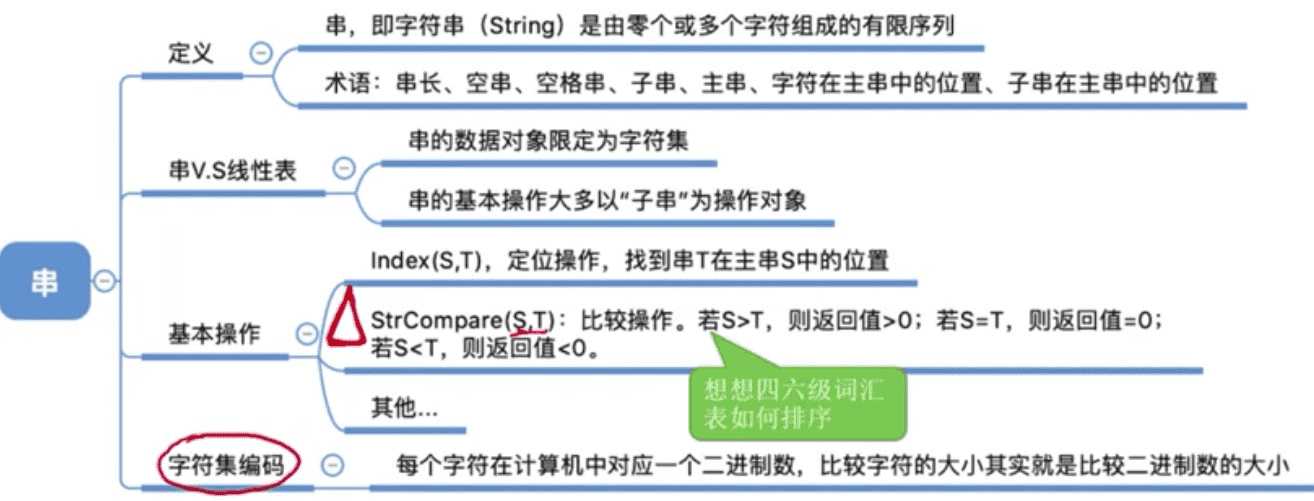 串
定义
串，即字符串（String）是由零个或多个字符组成的有限序列
术语：串长、空串、空格串、子串、主串、字符在主串中的位置、子串在主串中的位置
串V.S线性表
串的数据对象限定为字符集
串的基本操作大多以“子串”为操作对象
基本操作
Index(S,T)，定位操作，找到串T在主串S中的位置
StrCompare(S,T)：比较操作。若S>T，则返回值>0；若S=T，则返回值=0；
若S<T，则返回值<0。
想想四六级词汇
表如何排序
其他...
字符集编码
每个字符在计算机中对应一个二进制数，比较字符的大小其实就是比较二进制数的大小